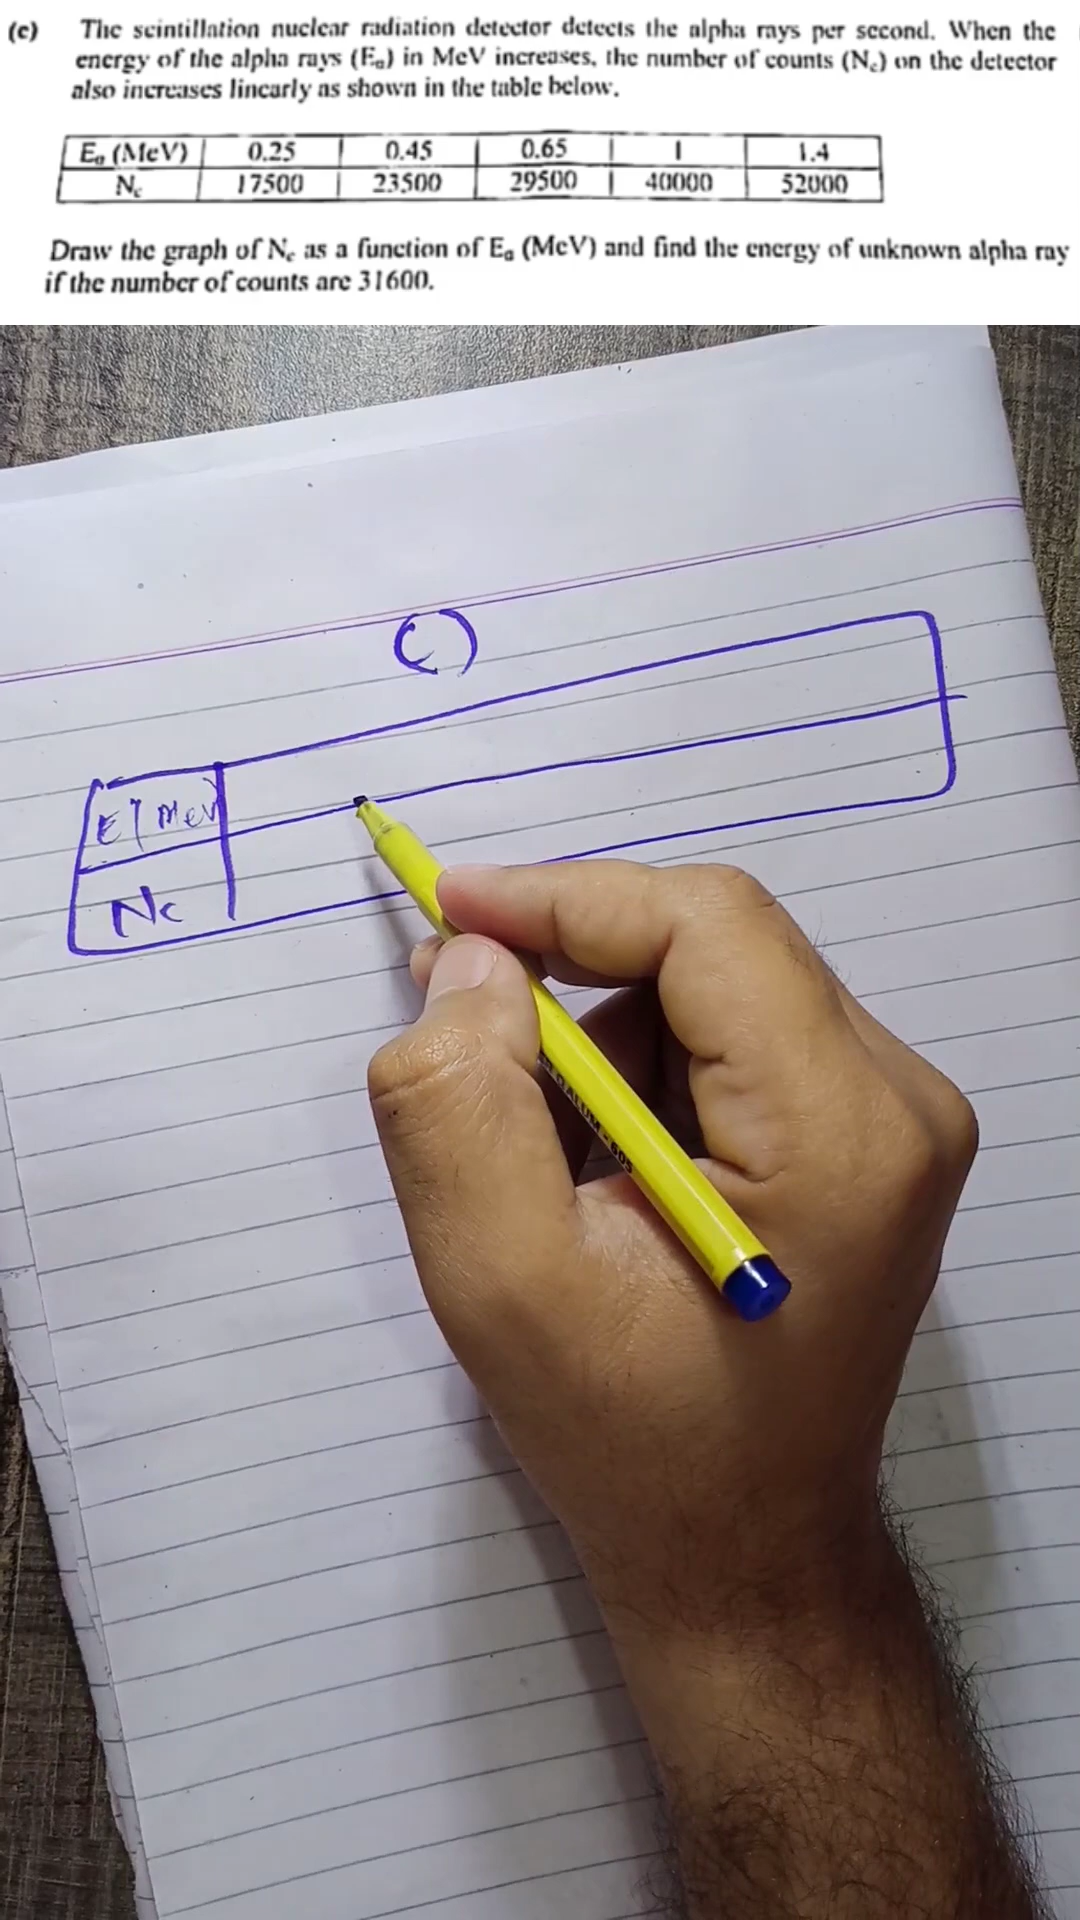 (c) The scintillation nuclear radiation detector detects the alpha rays per second. When the
energy of the alpha rays (Eα) in MeV increases, the number of counts (Nc) on the detector
also increases linearly as shown in the table below.
Eα (MeV) 0.25 0.45 0.65 1 1.4
Nc 17500 23500 29500 40000 52000
Draw the graph of Nc as a function of Eα (MeV) and find the energy of unknown alpha ray
if the number of counts are 31600.
(c)
E(MeV)
Nc